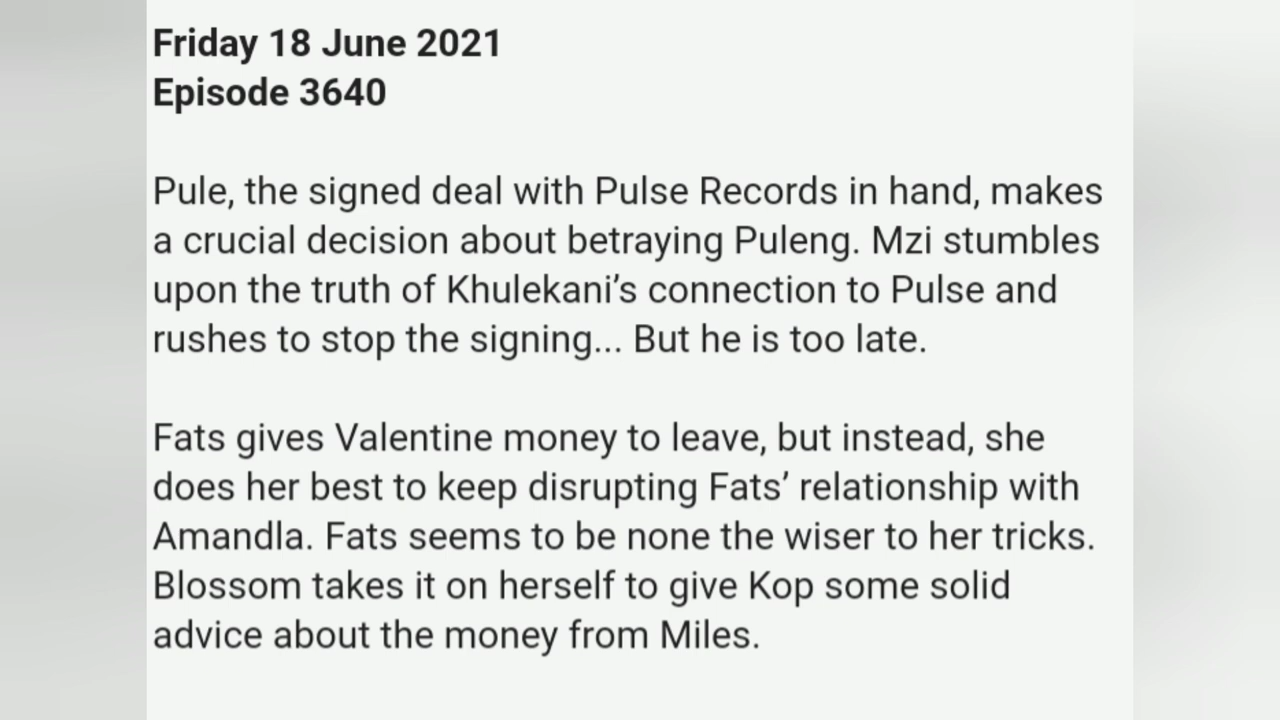 Friday 18 June 2021
Episode 3640
Pule, the signed deal with Pulse Records in hand, makes
a crucial decision about betraying Puleng. Mzi stumbles
upon the truth of Khulekani’s connection to Pulse and
rushes to stop the signing... But he is too late.
Fats gives Valentine money to leave, but instead, she
does her best to keep disrupting Fats’ relationship with
Amandla. Fats seems to be none the wiser to her tricks.
Blossom takes it on herself to give Kop some solid
advice about the money from Miles.